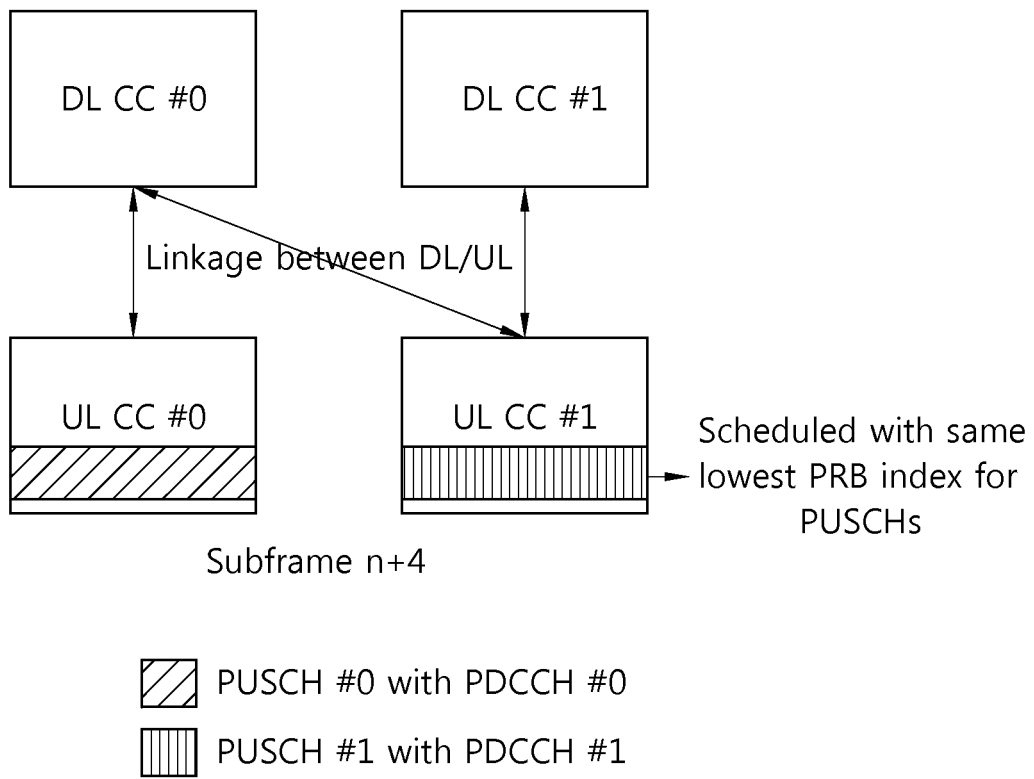 DL CC #0
DL CC #1
Linkage between DL/UL
UL CC #0
UL CC #1
Scheduled with same
lowest PRB index for
PUSCHs
Subframe n+4
PUSCH #0 with PDCCH #0
PUSCH #1 with PDCCH #1